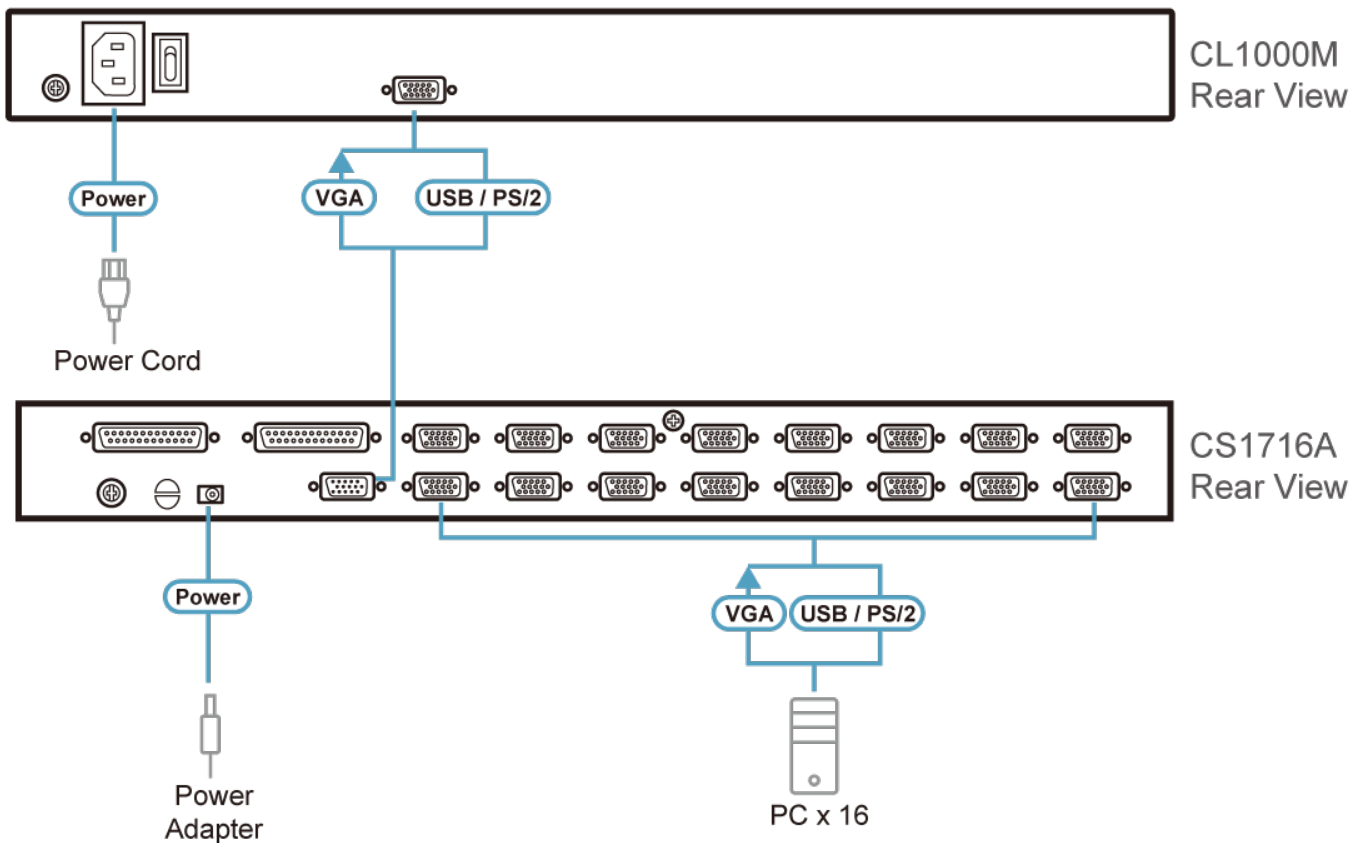 CL1000M
Rear View
Power
VGA
USB / PS/2
Power Cord
CS1716A
Rear View
Power
VGA
USB / PS/2
Power
Adapter
PC x 16